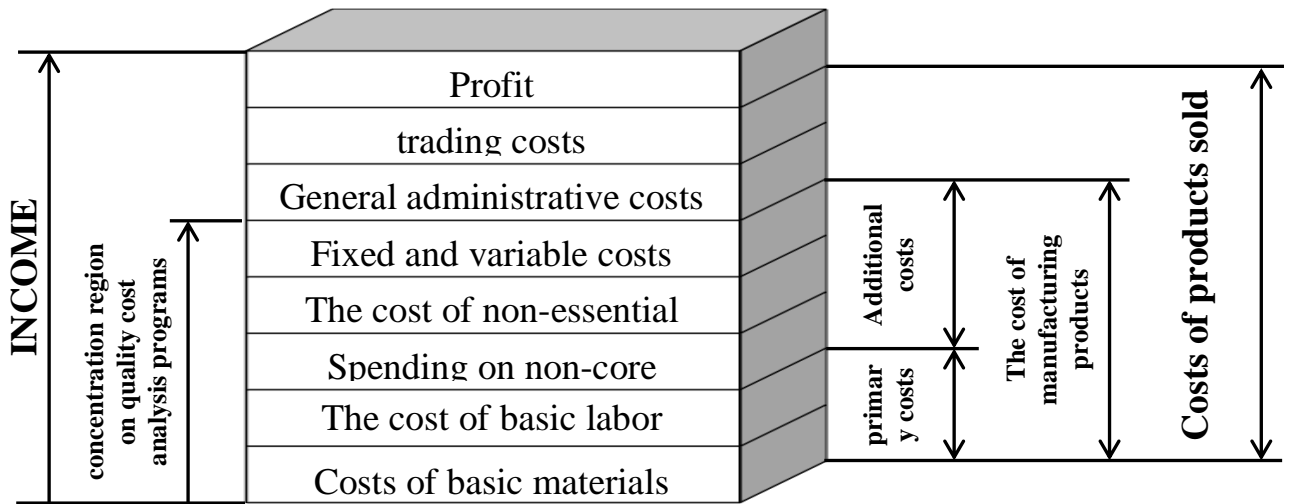 INCOME
concentration region
on quality cost
analysis programs
Profit
trading costs
General administrative costs
Fixed and variable costs
The cost of non-essential
Spending on non-core
The cost of basic labor
Costs of basic materials
Additional
costs
primar
y costs
The cost of
manufacturing
products
Costs of products sold